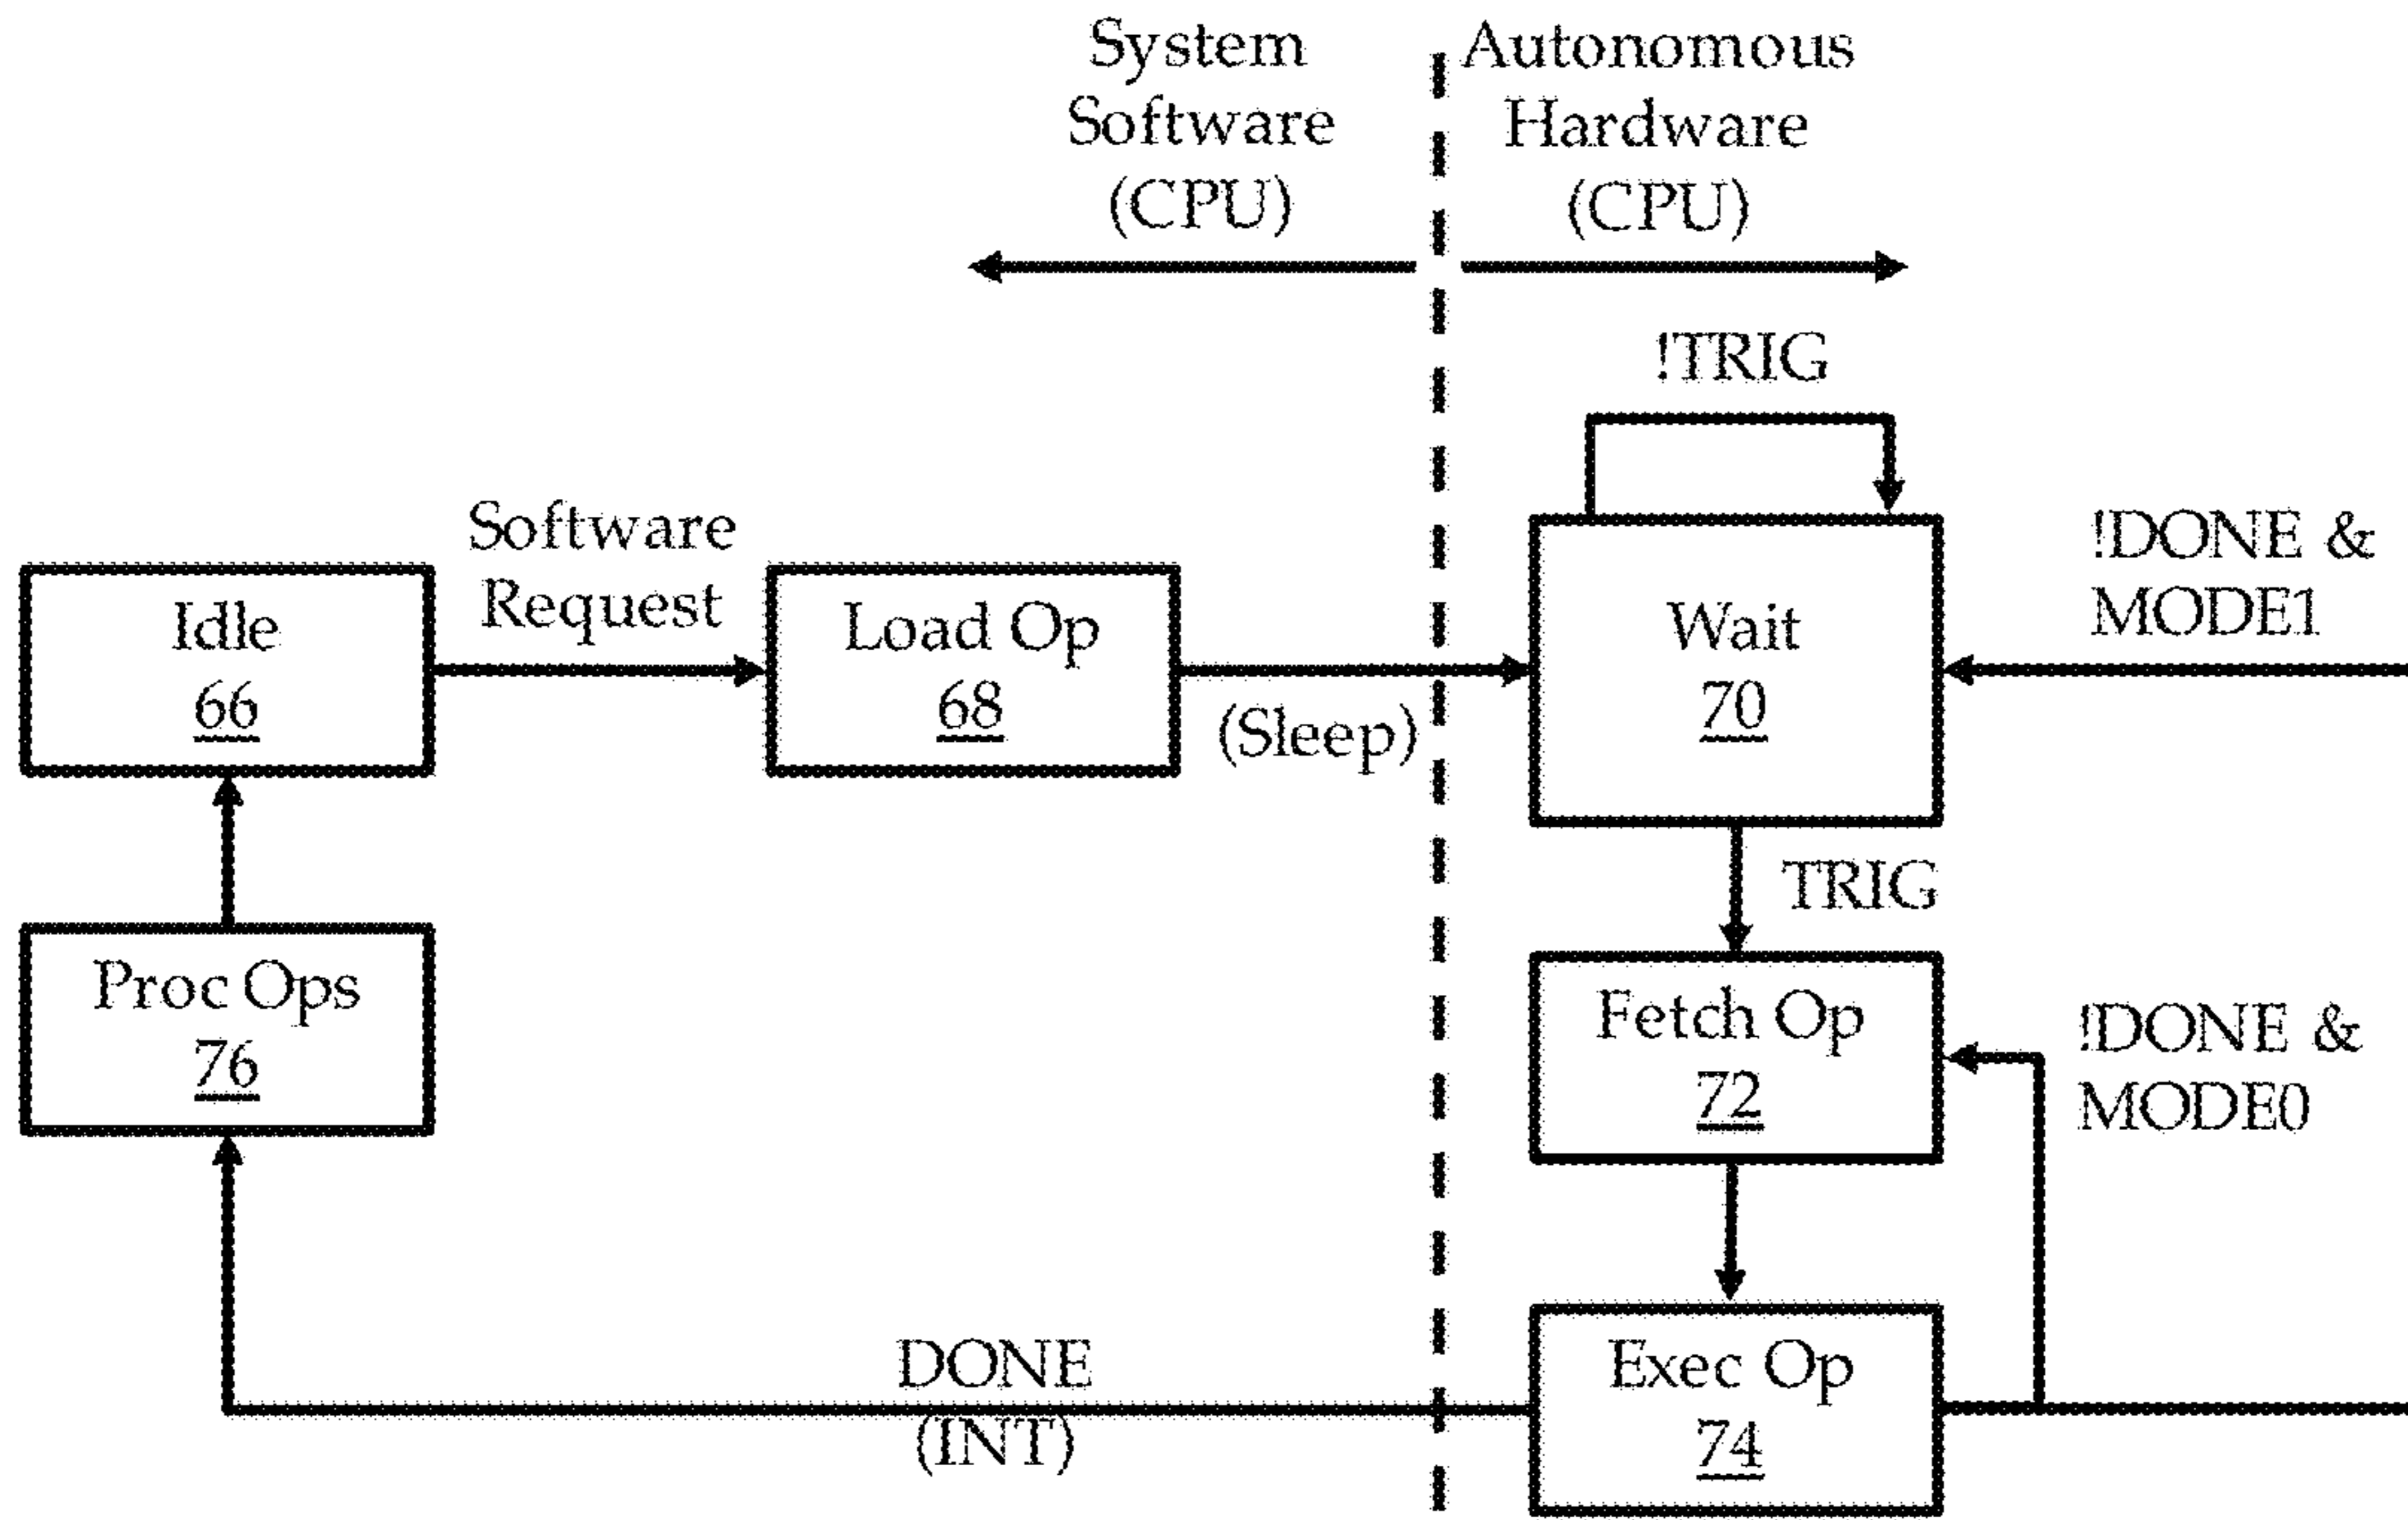 System
Software
(CPU)
Autonomous
Hardware
(CPU)
!TRIG
Software
Request
!DONE &
MODE1
Idle
66
Load Op
68
(Sleep)
Wait
70
TRIG
Proc Ops
76
Fetch Op
72
!DONE &
MODE0
DONE
(INT)
Exec Op
74